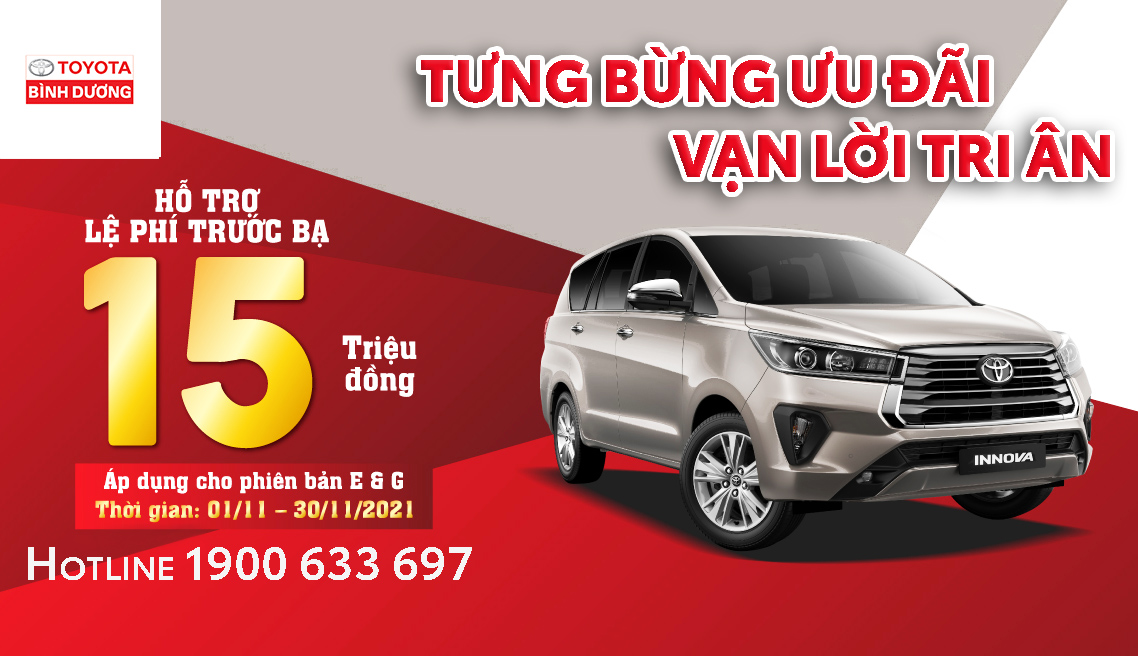 TOYOTA
BÌNH DƯƠNG
TƯNG BỪNG ƯU ĐÃI
VẠN LỜI TRI ÂN
HỖ TRỢ
LỆ PHÍ TRƯỚC BẠ
15
Triệu
đồng
Áp dụng cho phiên bản E & G
Thời gian: 01/11 – 30/11/2021
HOTLINE 1900 633 697
INNOVA